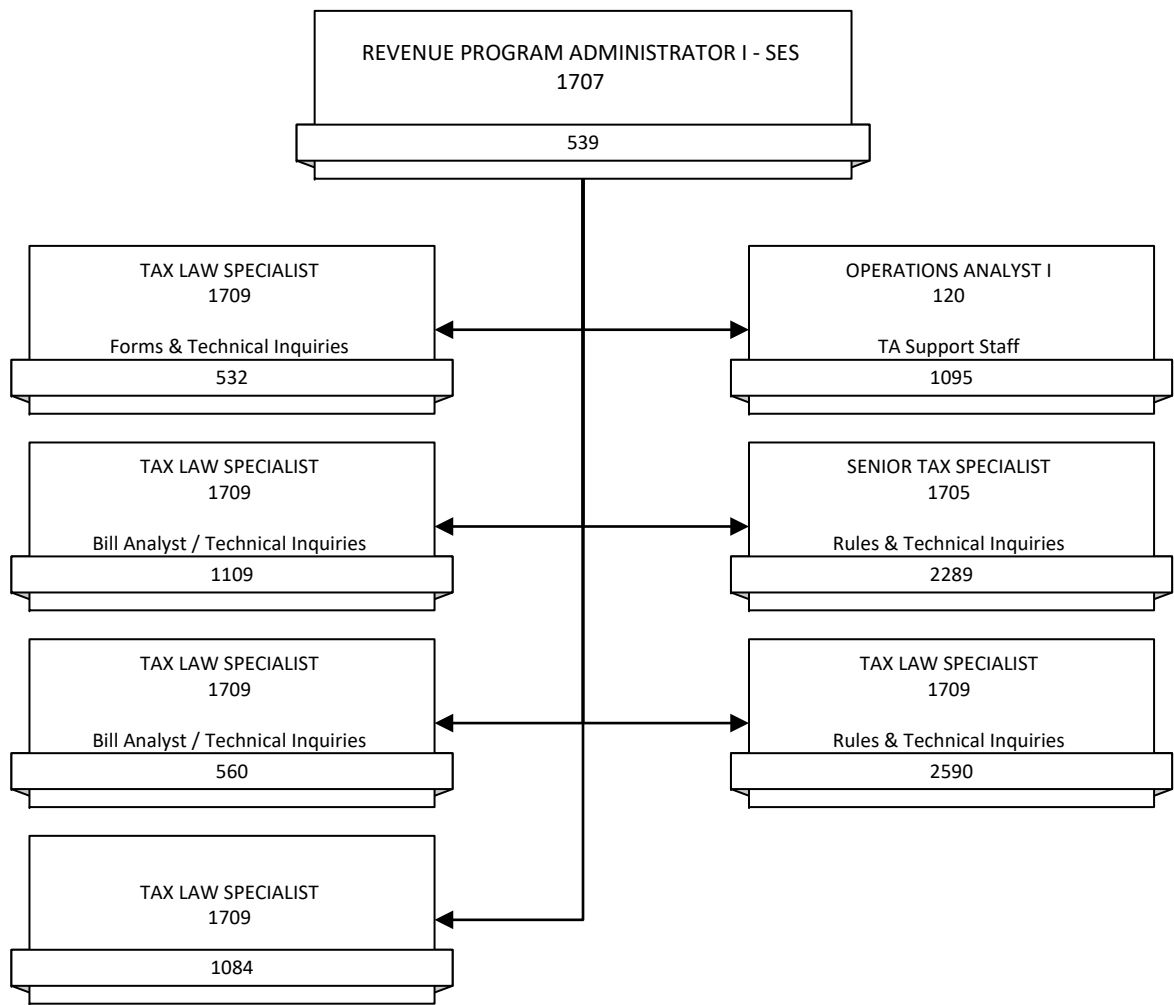 REVENUE PROGRAM ADMINISTRATOR I - SES
1707
539
TAX LAW SPECIALIST
1709
Forms & Technical Inquiries
532
OPERATIONS ANALYST I
120
TA Support Staff
1095
TAX LAW SPECIALIST
1709
Bill Analyst / Technical Inquiries
1109
SENIOR TAX SPECIALIST
1705
Rules & Technical Inquiries
2289
TAX LAW SPECIALIST
1709
Bill Analyst / Technical Inquiries
560
TAX LAW SPECIALIST
1709
Rules & Technical Inquiries
2590
TAX LAW SPECIALIST
1709
1084